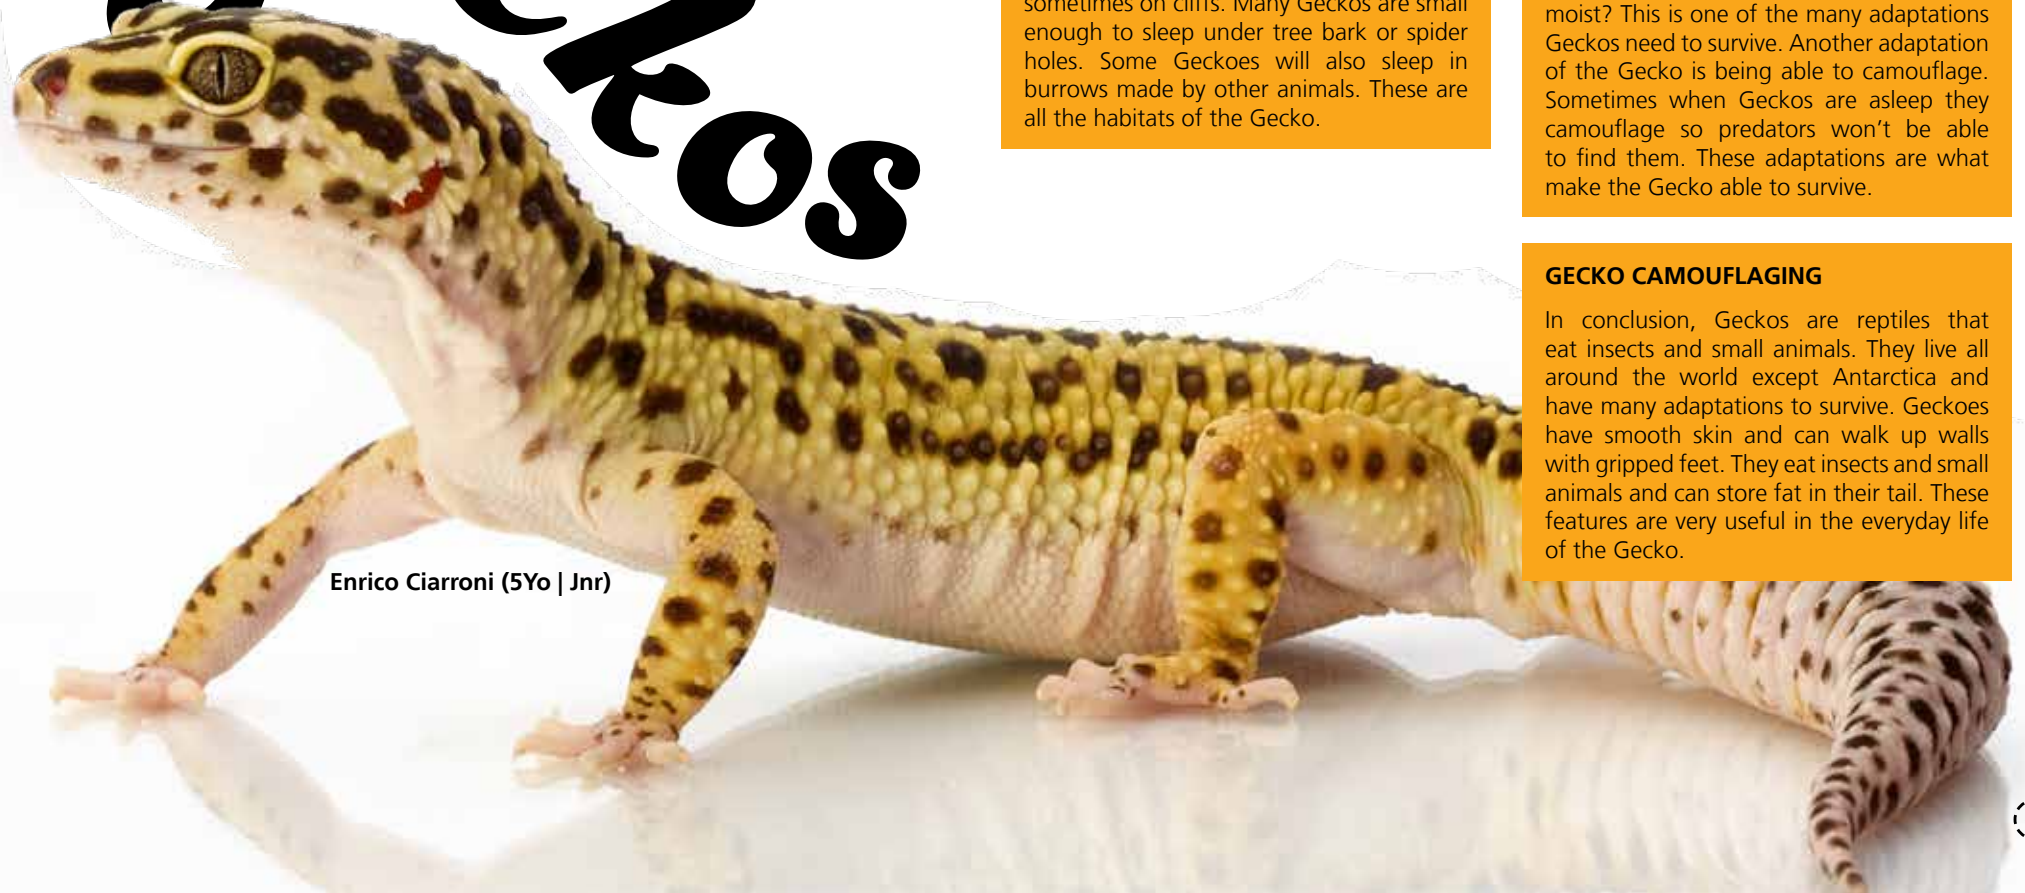 ckos
sometimes on cliffs. Many Geckos are small
enough to sleep under tree bark or spider
holes. Some Geckoes will also sleep in
burrows made by other animals. These are
all the habitats of the Gecko.
moist? This is one of the many adaptations
Geckos need to survive. Another adaptation
of the Gecko is being able to camouflage.
Sometimes when Geckos are asleep they
camouflage so predators won't be able
to find them. These adaptations are what
make the Gecko able to survive.
GECKO CAMOUFLAGING
In conclusion, Geckos are reptiles that
eat insects and small animals. They live all
around the world except Antarctica and
have many adaptations to survive. Geckoes
have smooth skin and can walk up walls
with gripped feet. They eat insects and small
animals and can store fat in their tail. These
features are very useful in the everyday life
of the Gecko.
Enrico Ciarroni (5Yo | Jnr)